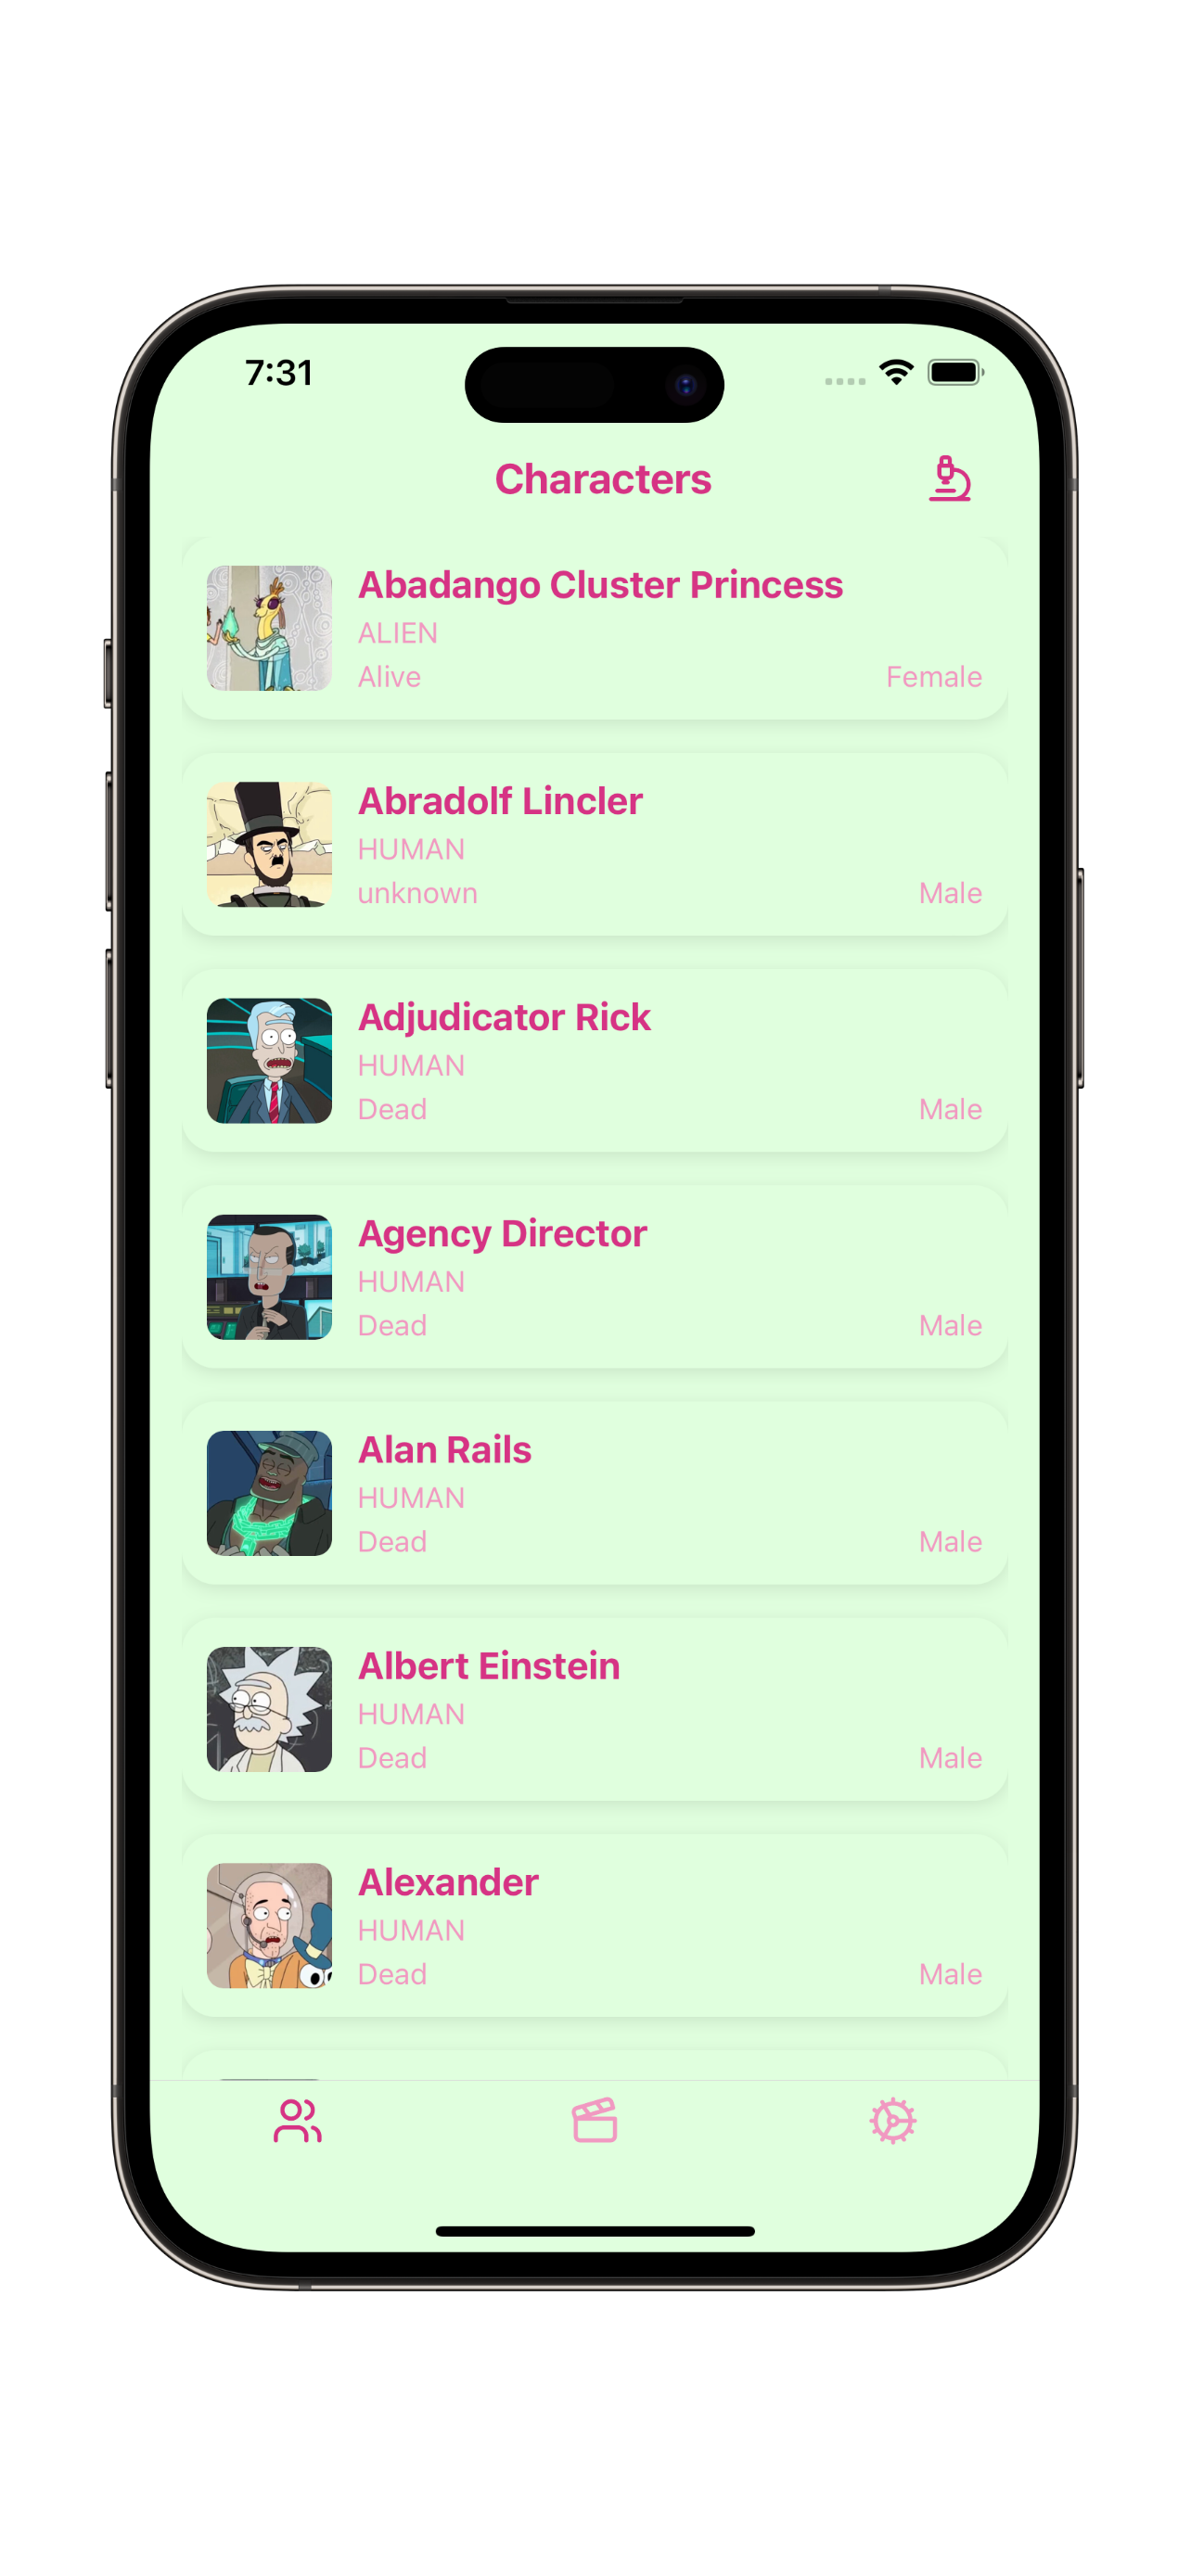 7:31
Characters
Abadango Cluster Princess
ALIEN
Alive Female
Abradolf Lincler
HUMAN
unknown Male
Adjudicator Rick
HUMAN
Dead Male
Agency Director
HUMAN
Dead Male
Alan Rails
HUMAN
Dead Male
Albert Einstein
HUMAN
Dead Male
Alexander
HUMAN
Dead Male